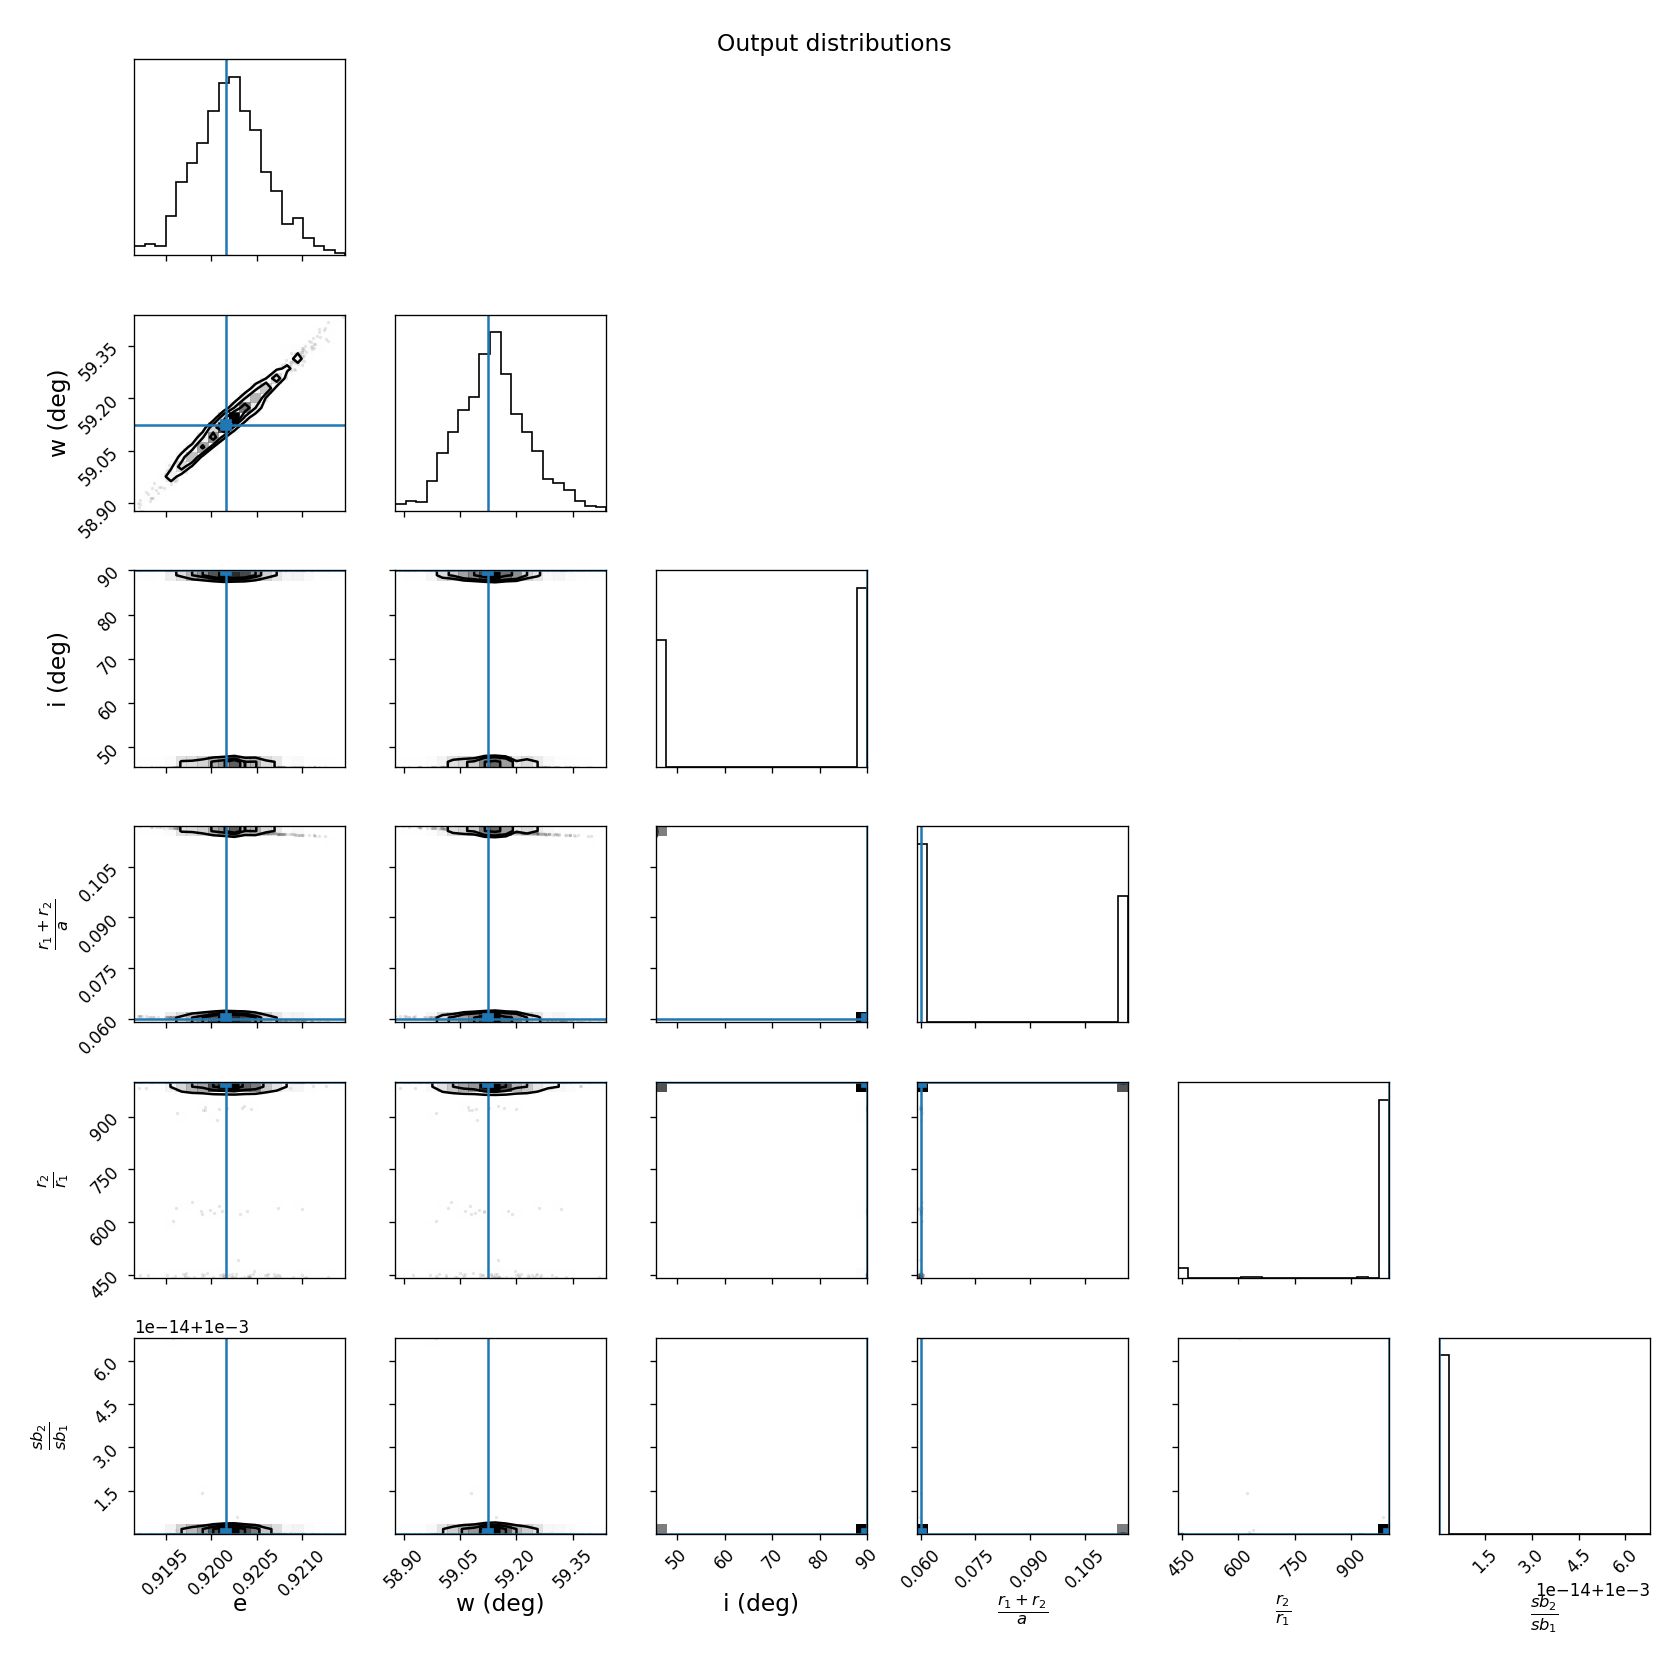 Output distributions
w (deg)
59.35
59.20
59.05
58.90
i (deg)
90
80
70
60
50
r₁ + r₂
a
0.105
0.090
0.075
0.060
r₂
r₁
900
750
600
450
1e−14+1e−3
sb₂
sb₁
6.0
4.5
3.0
1.5
0.9195 0.9200 0.9205 0.9210
58.90 59.05 59.20 59.35
50 60 70 80 90
0.060 0.075 0.090 0.105
450 600 750 900
1.5 3.0 4.5 6.0
1e−14+1e−3
e
w (deg)
i (deg)
r₁ + r₂
a
r₂
r₁
sb₂
sb₁